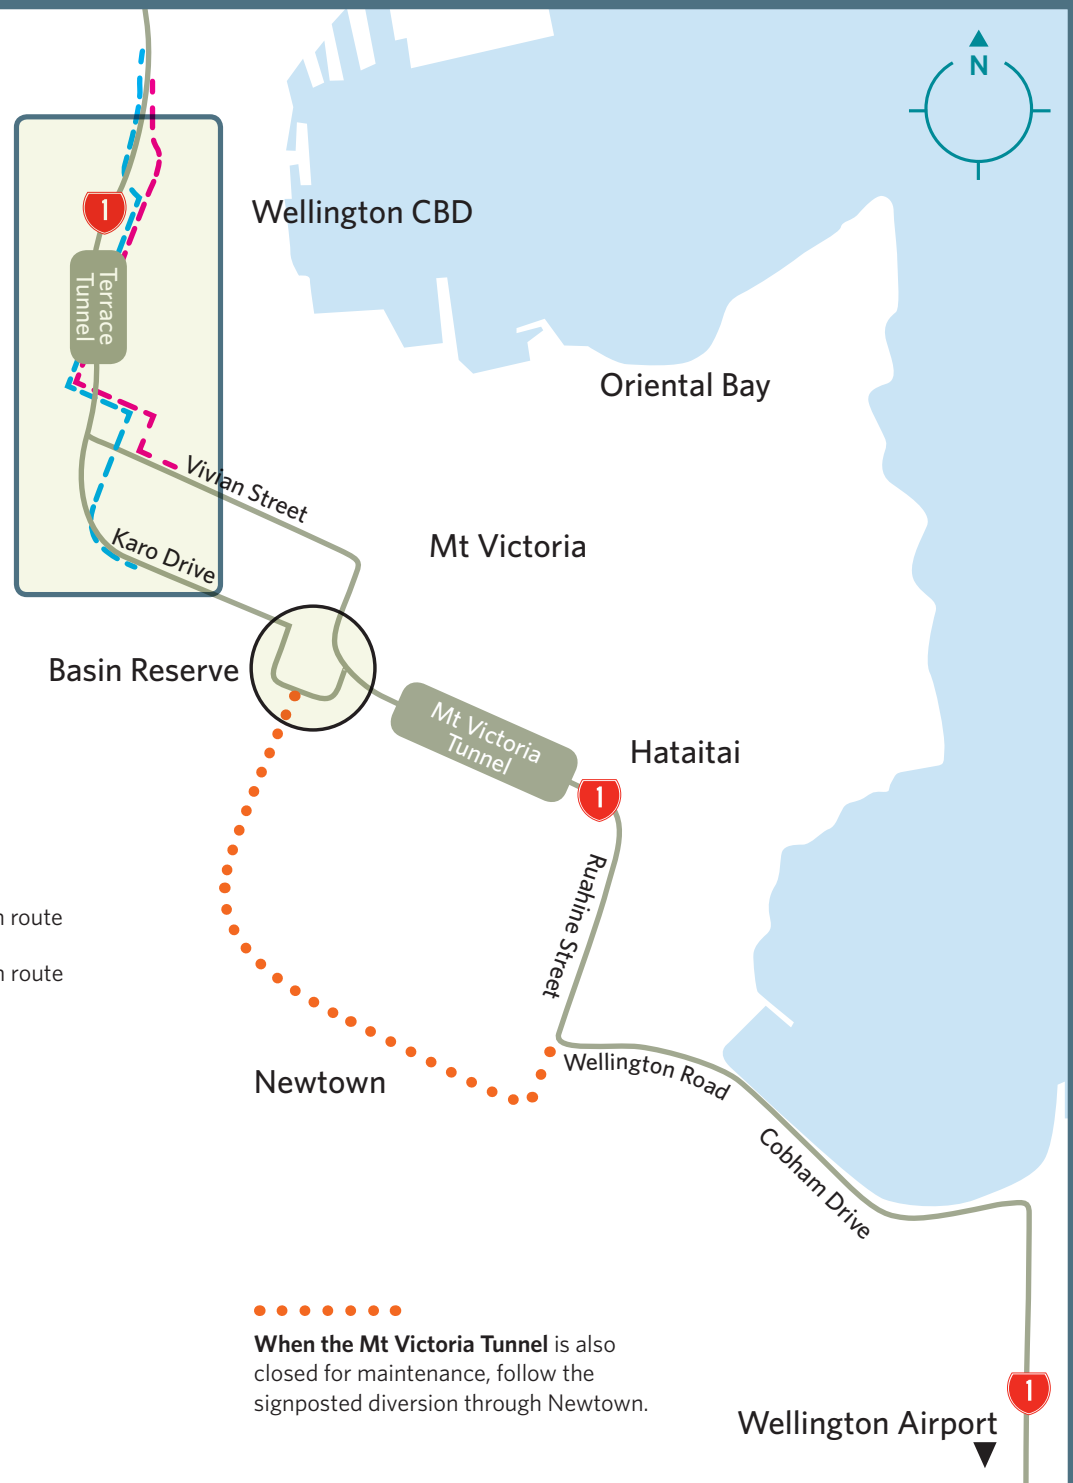 N
1
Wellington CBD
Terrace
Tunnel
Oriental Bay
Vivian Street
Karo Drive
Mt Victoria
Basin Reserve
Mt Victoria
Tunnel
Hataitai
1
Ruahine Street
route
route
Wellington Road
Newtown
Cobham Drive
When the Mt Victoria Tunnel is also
closed for maintenance, follow the
signposted diversion through Newtown.
1
Wellington Airport